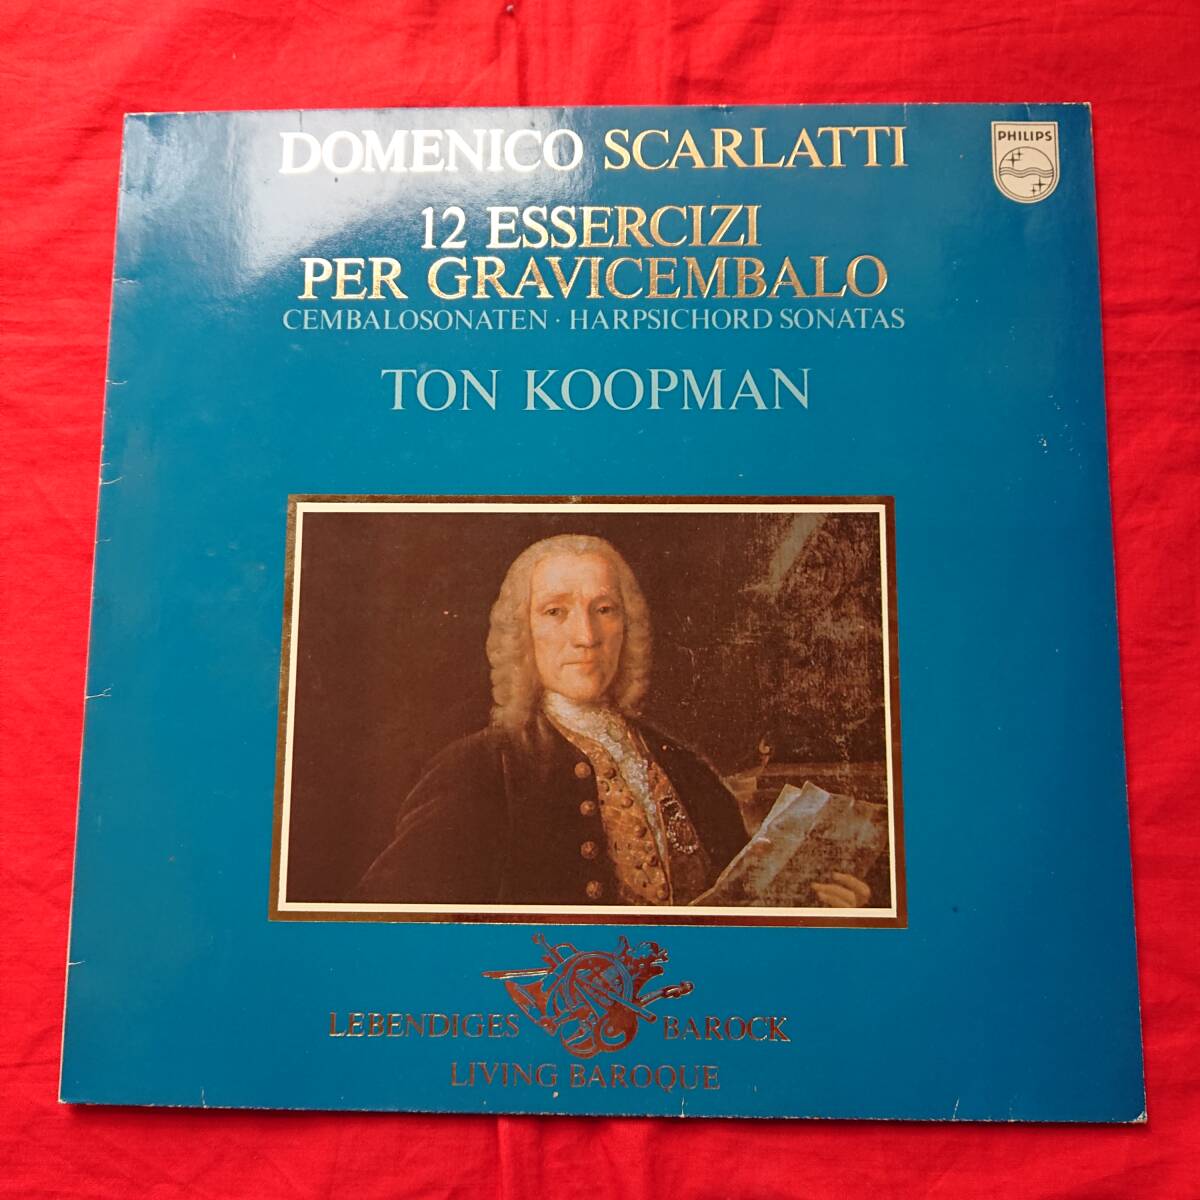 DOMENICO SCARLATTI
PHILIPS
12 ESSERCIZI
PER GRAVICEMBALO
CEMBALOSONATEN · HARPSICHORD SONATAS
TON KOOPMAN
LEBENDIGES BAROCK
LIVING BAROQUE